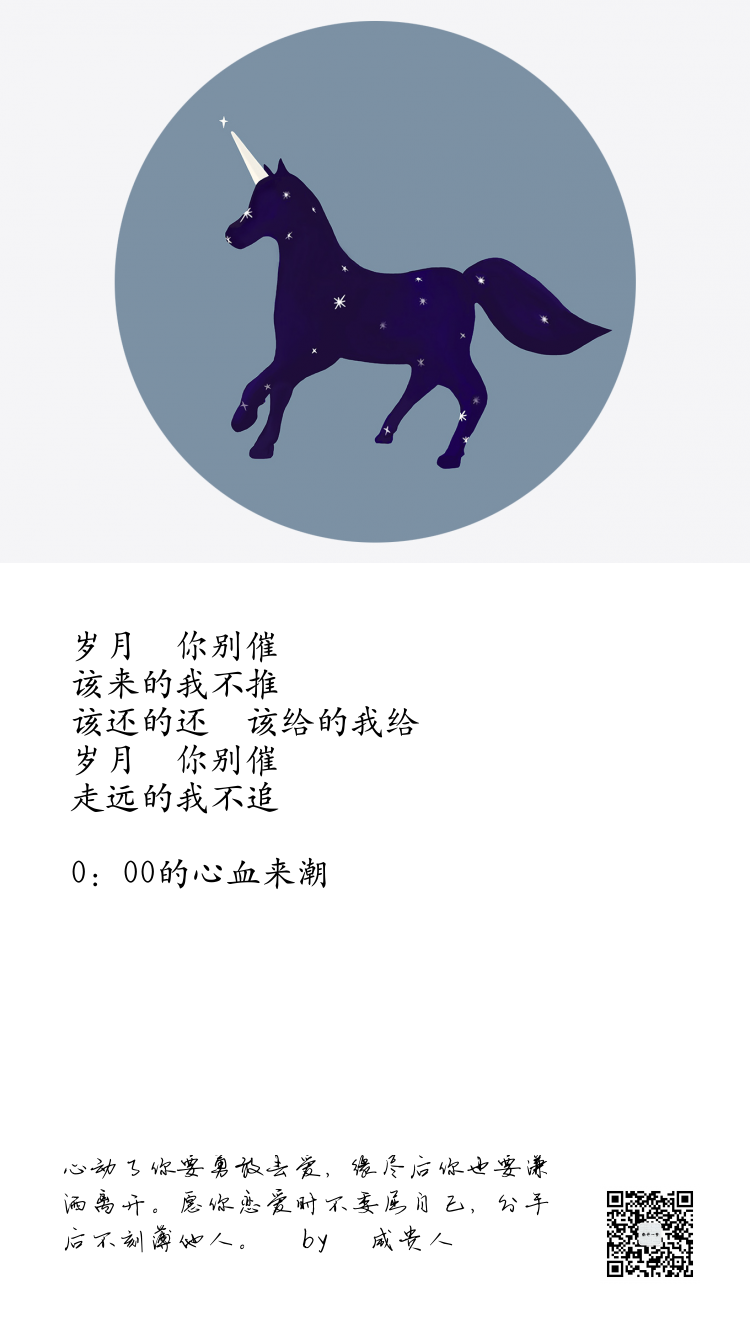 岁月　你别催
该来的我不推
该还的还　该给的我给
岁月　你别催
走远的我不追
0：00的心血来潮
心动了你要勇敢去爱，缘尽后你也要潇
洒离开。愿你恋爱时不委屈自己，分手
后不刻薄他人。　by　咸贵人